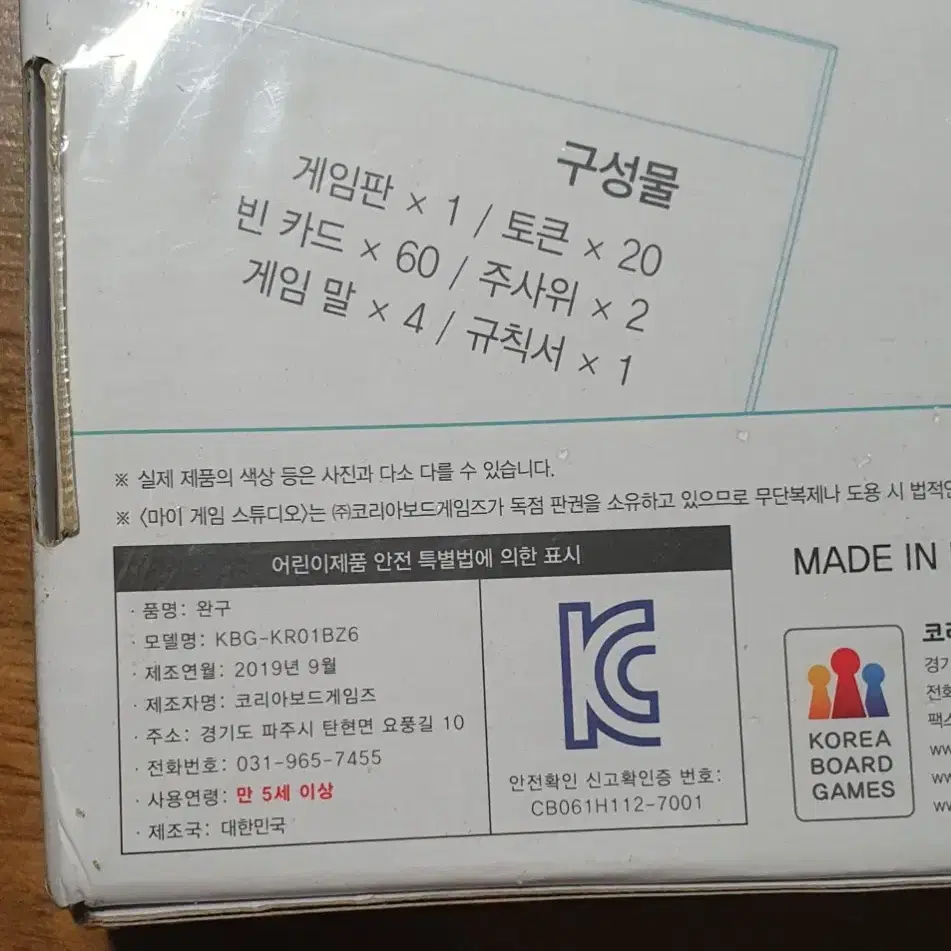 구성물
게임판 × 1 / 토큰 × 20
빈 카드 × 60 / 주사위 × 2
게임 말 × 4 / 규칙서 × 1
※ 실제 제품의 색상 등은 사진과 다소 다를 수 있습니다.
※ 〈마이 게임 스튜디오〉는 ㈜코리아보드게임즈가 독점 판권을 소유하고 있으므로 무단복제나 도용 시
어린이제품 안전 특별법에 의한 표시
· 품명: 완구
· 모델명: KBG-KR01BZ6
· 제조연월: 2019년 9월
· 제조자명: 코리아보드게임즈
· 주소: 경기도 파주시 탄현면 요풍길 10
· 전화번호: 031-965-7455
· 사용연령: 만 5세 이상
· 제조국: 대한민국
KC
안전확인 신고확인증 번호:
CB061H112-7001
MADE IN
KOREA
BOARD
GAMES
경기
전화
팩스